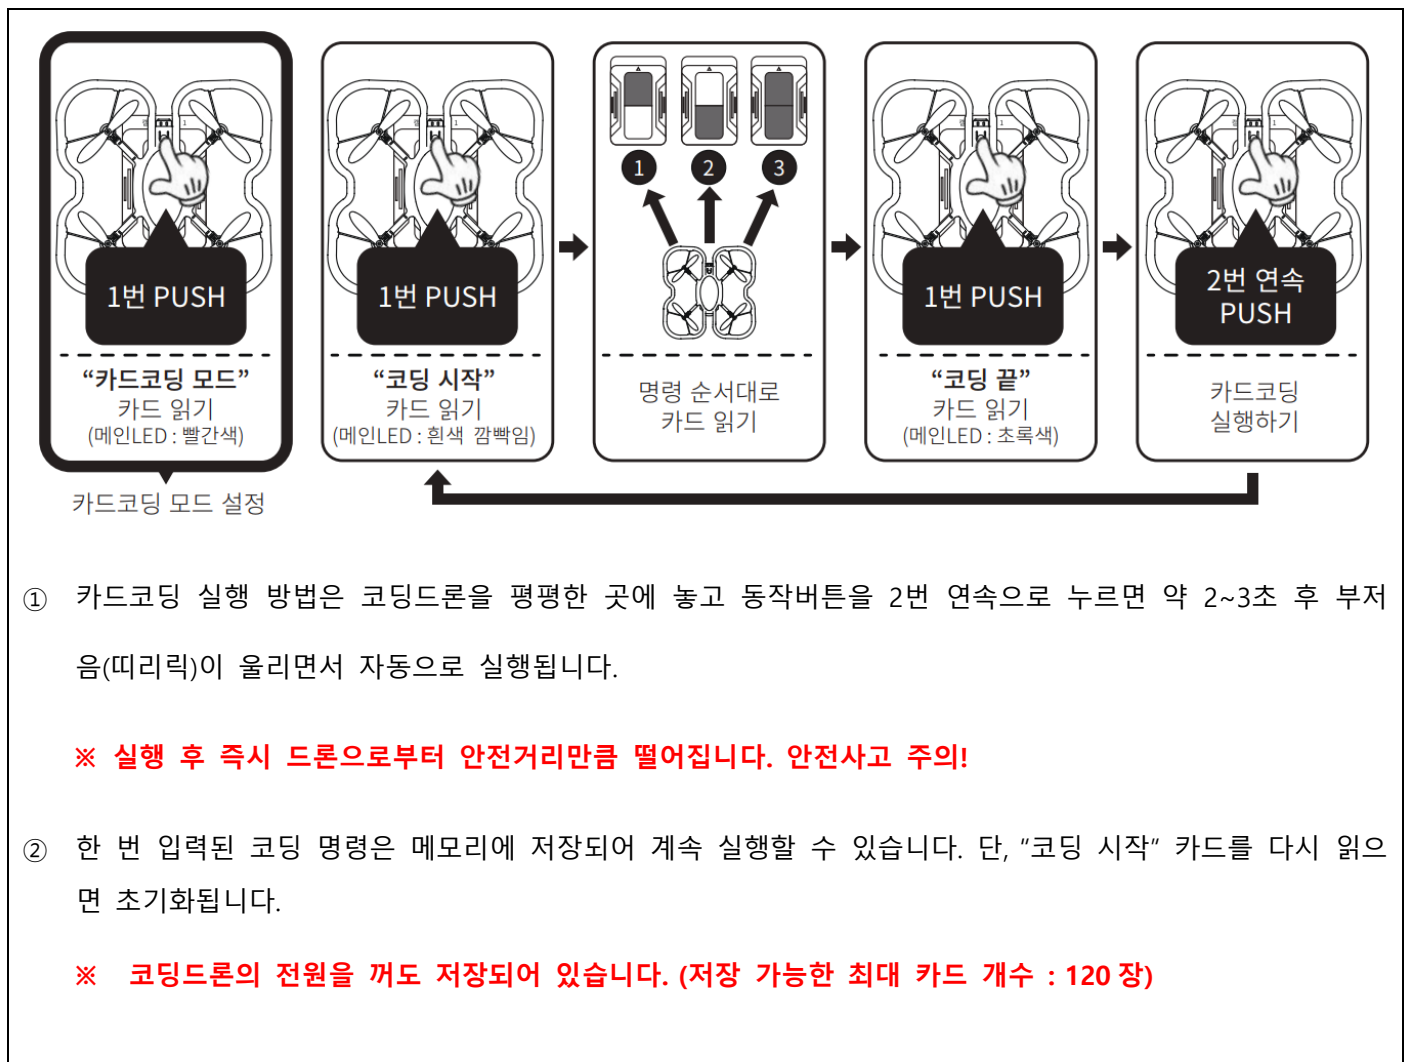 1번 PUSH
"카드코딩 모드"
카드 읽기
(메인LED : 빨간색)
카드코딩 모드 설정
1번 PUSH
"코딩 시작"
카드 읽기
(메인LED : 흰색 깜빡임)
1
2
3
명령 순서대로
카드 읽기
1번 PUSH
"코딩 끝"
카드 읽기
(메인LED : 초록색)
2번 연속
PUSH
카드코딩
실행하기
① 카드코딩 실행 방법은 코딩드론을 평평한 곳에 놓고 동작버튼을 2번 연속으로 누르면 약 2~3초 후 부저
음(띠리릭)이 울리면서 자동으로 실행됩니다.
※ 실행 후 즉시 드론으로부터 안전거리만큼 떨어집니다. 안전사고 주의!
② 한 번 입력된 코딩 명령은 메모리에 저장되어 계속 실행할 수 있습니다. 단, "코딩 시작" 카드를 다시 읽으
면 초기화됩니다.
※ 코딩드론의 전원을 꺼도 저장되어 있습니다. (저장 가능한 최대 카드 개수 : 120 장)